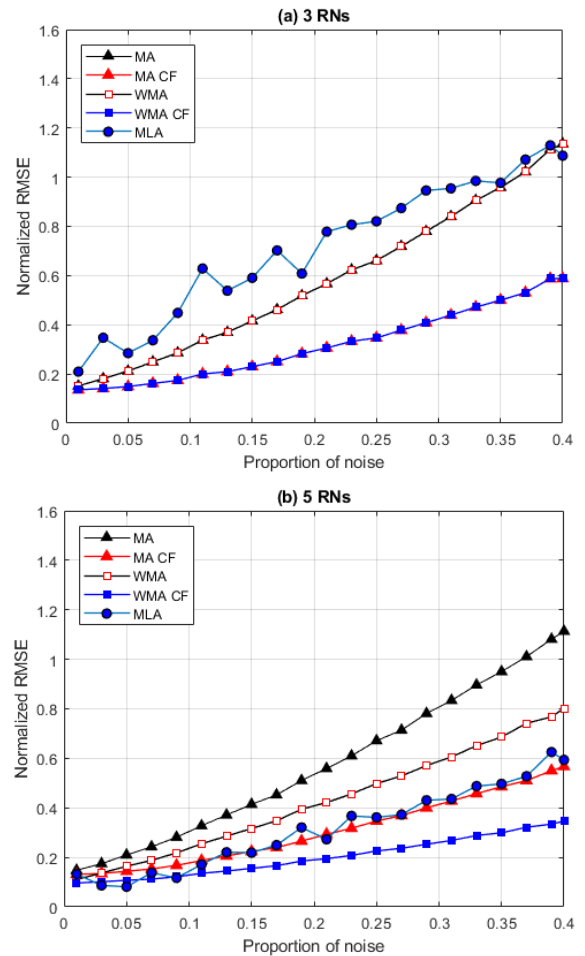 (a) 3 RNs
1.6
1.4
1.2
1
0.8
0.6
0.4
0.2
0
Normalized RMSE
MA
MA CF
WMA
WMA CF
MLA
0 0.05 0.1 0.15 0.2 0.25 0.3 0.35 0.4
Proportion of noise
(b) 5 RNs
1.6
1.4
1.2
1
0.8
0.6
0.4
0.2
0
Normalized RMSE
MA
MA CF
WMA
WMA CF
MLA
0 0.05 0.1 0.15 0.2 0.25 0.3 0.35 0.4
Proportion of noise